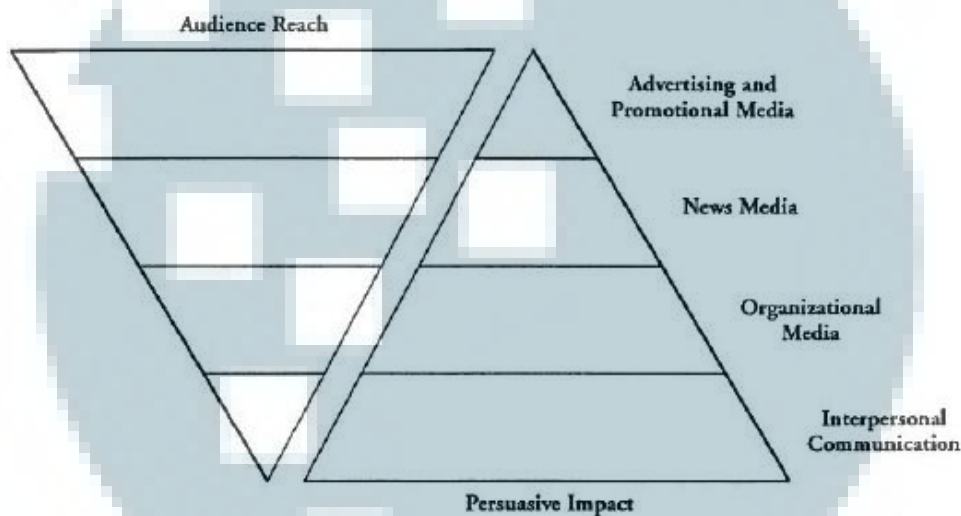 Audience Reach
Advertising and
Promotional Media
News Media
Organizational
Media
Interpersonal
Communication
Persuasive Impact